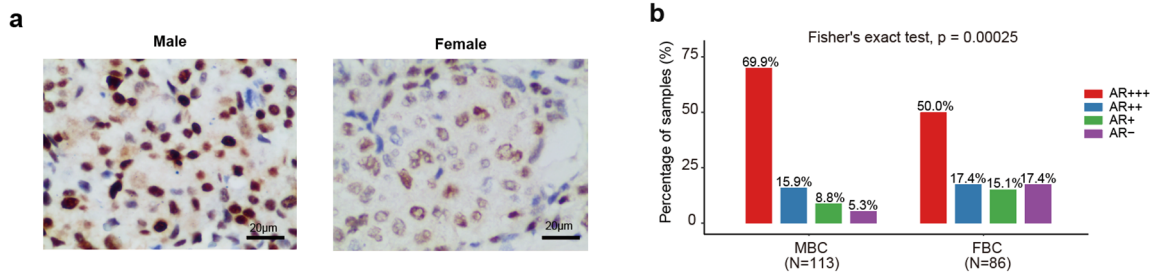 a
Male
Female
20μm
20μm
b
Fisher's exact test, p = 0.00025
Percentage of samples (%)
75
50
25
0
69.9%
15.9%
8.8%
5.3%
50.0%
17.4%
15.1%
17.4%
MBC
(N=113)
FBC
(N=86)
AR+++
AR++
AR+
AR−